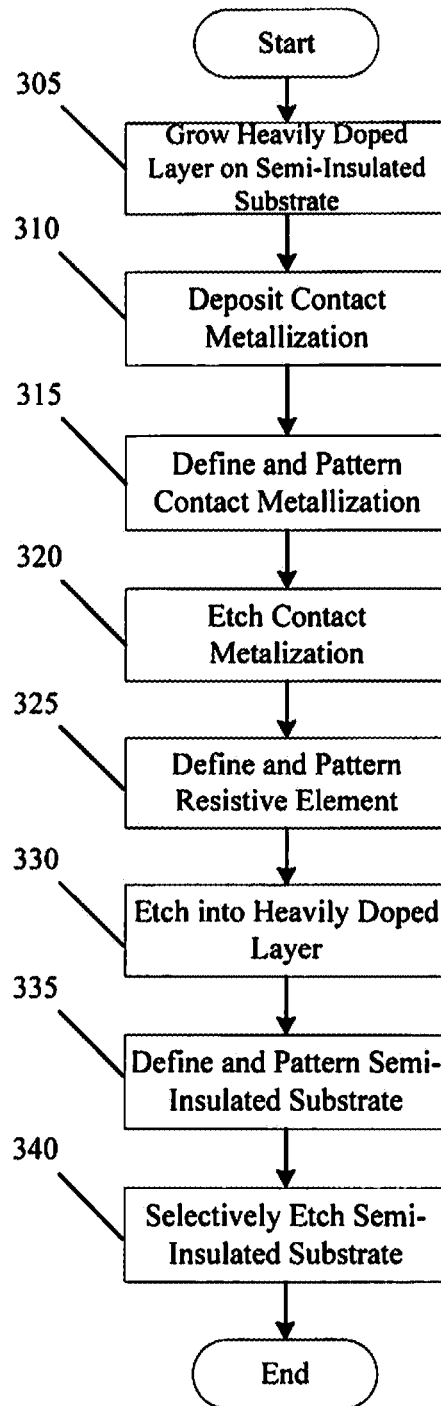 Start
305
Grow Heavily Doped
Layer on Semi-Insulated
Substrate
310
Deposit Contact
Metallization
315
Define and Pattern
Contact Metallization
320
Etch Contact
Metalization
325
Define and Pattern
Resistive Element
330
Etch into Heavily Doped
Layer
335
Define and Pattern Semi-
Insulated Substrate
340
Selectively Etch Semi-
Insulated Substrate
End